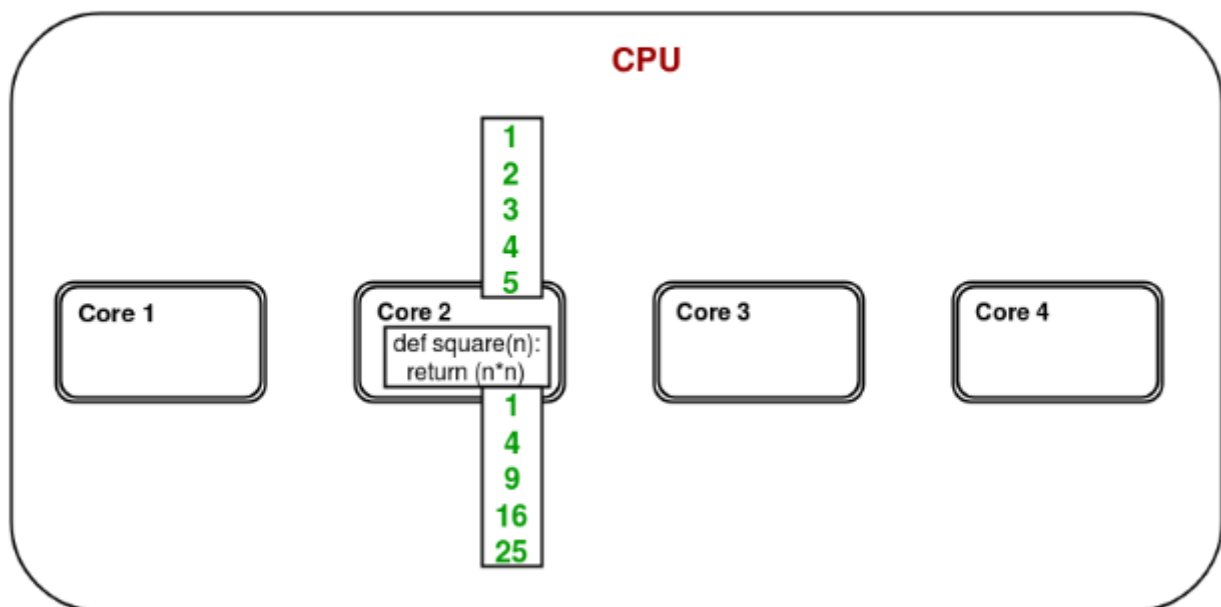 CPU
1
2
3
4
5
Core 1
Core 2
Core 3
Core 4
def square(n):
return (n*n)
1
4
9
16
25